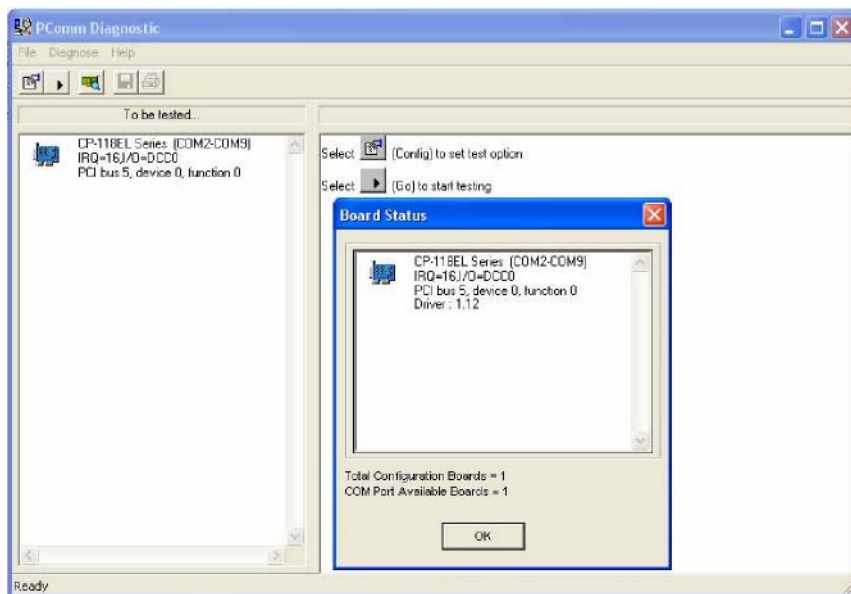 PComm Diagnostic
File Diagnose Help
To be tested...
CP-118EL Series (COM2-COM9)
IRQ=16,I/O=DCC0
PCI bus 5, device 0, function 0
Select (Config) to set test option
Select (Go) to start testing
Board Status
CP-118EL Series (COM2-COM9)
IRQ=16,I/O=DCC0
PCI bus 5, device 0, function 0
Driver : 1.12
Total Configuration Boards = 1
COM Port Available Boards = 1
OK
Ready